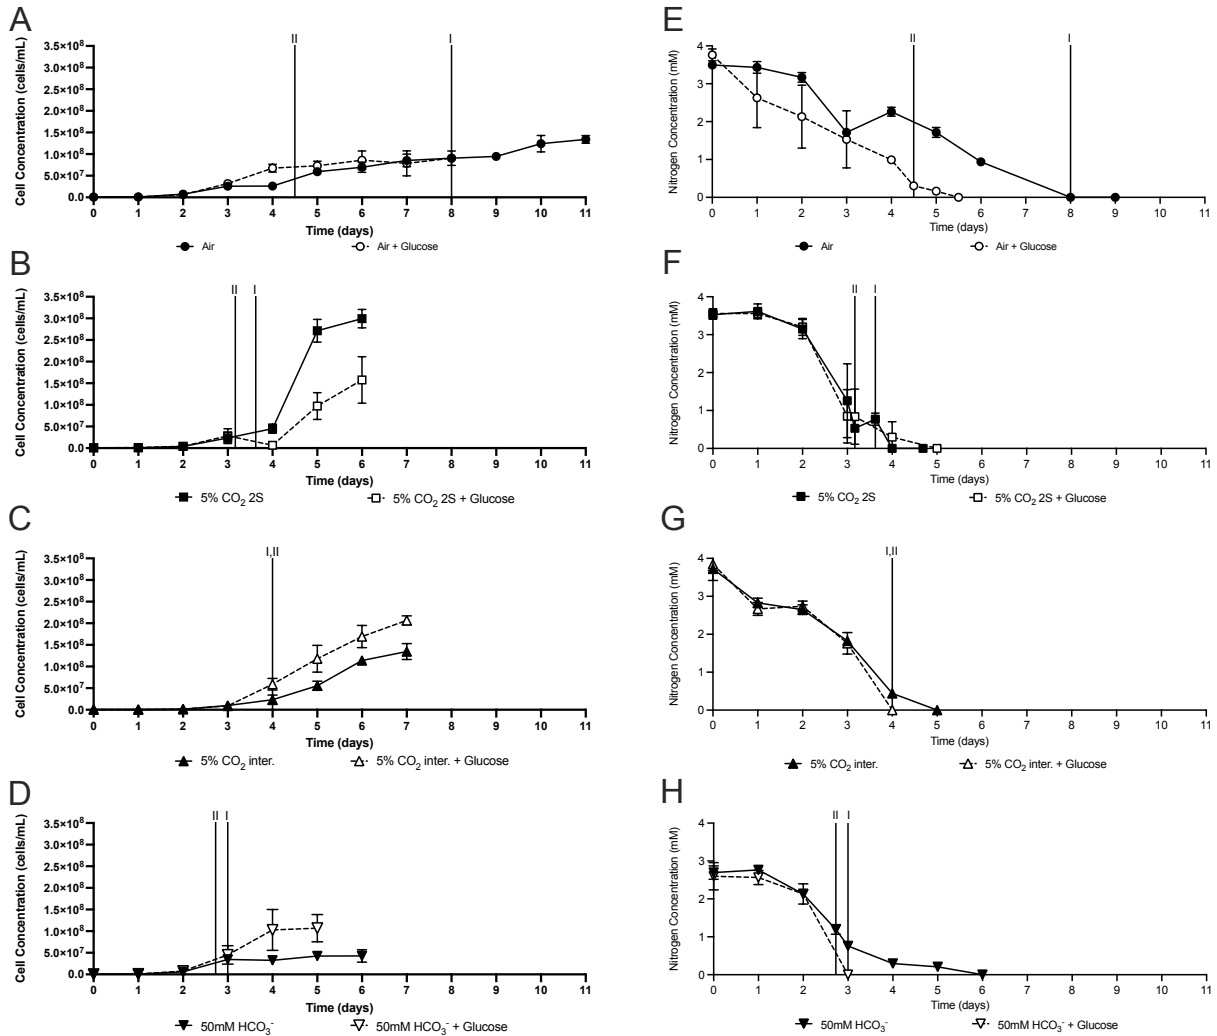 A
Cell Concentration (cells/mL)
3.5×10⁸
3.0×10⁸
2.5×10⁸
2.0×10⁸
1.5×10⁸
1.0×10⁸
5.0×10⁷
0.0
II I
0 1 2 3 4 5 6 7 8 9 10 11
Time (days)
Air Air + Glucose
E
Nitrogen Concentration (mM)
4
3
2
1
0
II I
0 1 2 3 4 5 6 7 8 9 10 11
Time (days)
Air Air + Glucose
B
Cell Concentration (cells/mL)
3.5×10⁸
3.0×10⁸
2.5×10⁸
2.0×10⁸
1.5×10⁸
1.0×10⁸
5.0×10⁷
0.0
II I
0 1 2 3 4 5 6 7 8 9 10 11
Time (days)
5% CO₂ 2S 5% CO₂ 2S + Glucose
F
Nitrogen Concentration (mM)
4
3
2
1
0
II I
0 1 2 3 4 5 6 7 8 9 10 11
Time (days)
5% CO₂ 2S 5% CO₂ 2S + Glucose
C
Cell Concentration (cells/mL)
3.5×10⁸
3.0×10⁸
2.5×10⁸
2.0×10⁸
1.5×10⁸
1.0×10⁸
5.0×10⁷
0.0
I,II
0 1 2 3 4 5 6 7 8 9 10 11
Time (days)
5% CO₂ inter. 5% CO₂ inter. + Glucose
G
Nitrogen Concentration (mM)
4
3
2
1
0
I,II
0 1 2 3 4 5 6 7 8 9 10 11
Time (days)
5% CO₂ inter. 5% CO₂ inter. + Glucose
D
Cell Concentration (cells/mL)
3.5×10⁸
3.0×10⁸
2.5×10⁸
2.0×10⁸
1.5×10⁸
1.0×10⁸
5.0×10⁷
0.0
II I
0 1 2 3 4 5 6 7 8 9 10 11
Time (days)
50mM HCO₃⁻ 50mM HCO₃⁻ + Glucose
H
Nitrogen Concentration (mM)
4
3
2
1
0
II I
0 1 2 3 4 5 6 7 8 9 10 11
Time (days)
50mM HCO₃⁻ 50mM HCO₃⁻ + Glucose